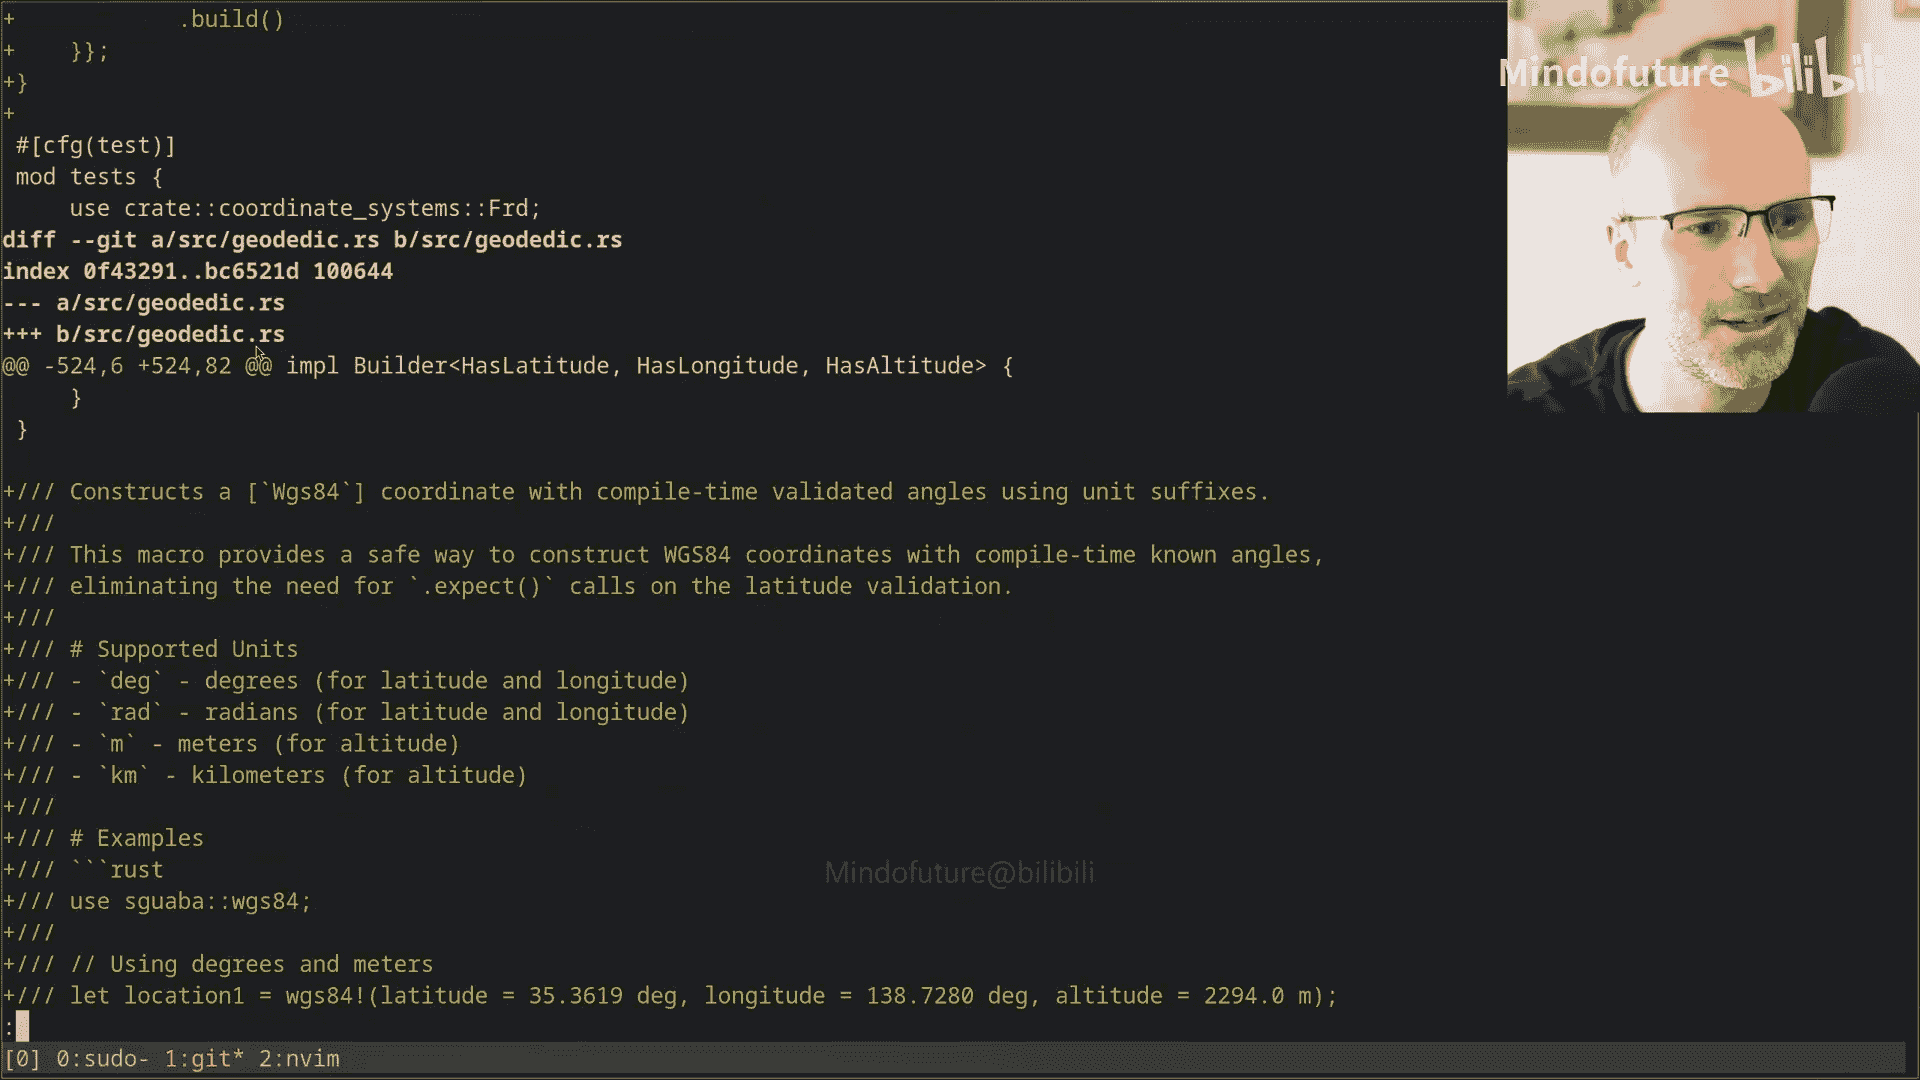 +            .build()
+    }};
+}
+
 #[cfg(test)]
 mod tests {
     use crate::coordinate_systems::Frd;
diff --git a/src/geodedic.rs b/src/geodedic.rs
index 0f43291..bc6521d 100644
--- a/src/geodedic.rs
+++ b/src/geodedic.rs
@@ -524,6 +524,82 @@ impl Builder<HasLatitude, HasLongitude, HasAltitude> {
     }
 }
+/// Constructs a [`Wgs84`] coordinate with compile-time validated angles using unit suffixes.
+///
+/// This macro provides a safe way to construct WGS84 coordinates with compile-time known angles,
+/// eliminating the need for `.expect()` calls on the latitude validation.
+///
+/// # Supported Units
+/// - `deg` - degrees (for latitude and longitude)
+/// - `rad` - radians (for latitude and longitude)
+/// - `m` - meters (for altitude)
+/// - `km` - kilometers (for altitude)
+///
+/// # Examples
+/// ```rust
+/// use sguaba::wgs84;
+///
+/// // Using degrees and meters
+/// let location1 = wgs84!(latitude = 35.3619 deg, longitude = 138.7280 deg, altitude = 2294.0 m);
:
[0] 0:sudo- 1:git* 2:nvim
Mindofuture bilibili
Mindofuture@bilibili